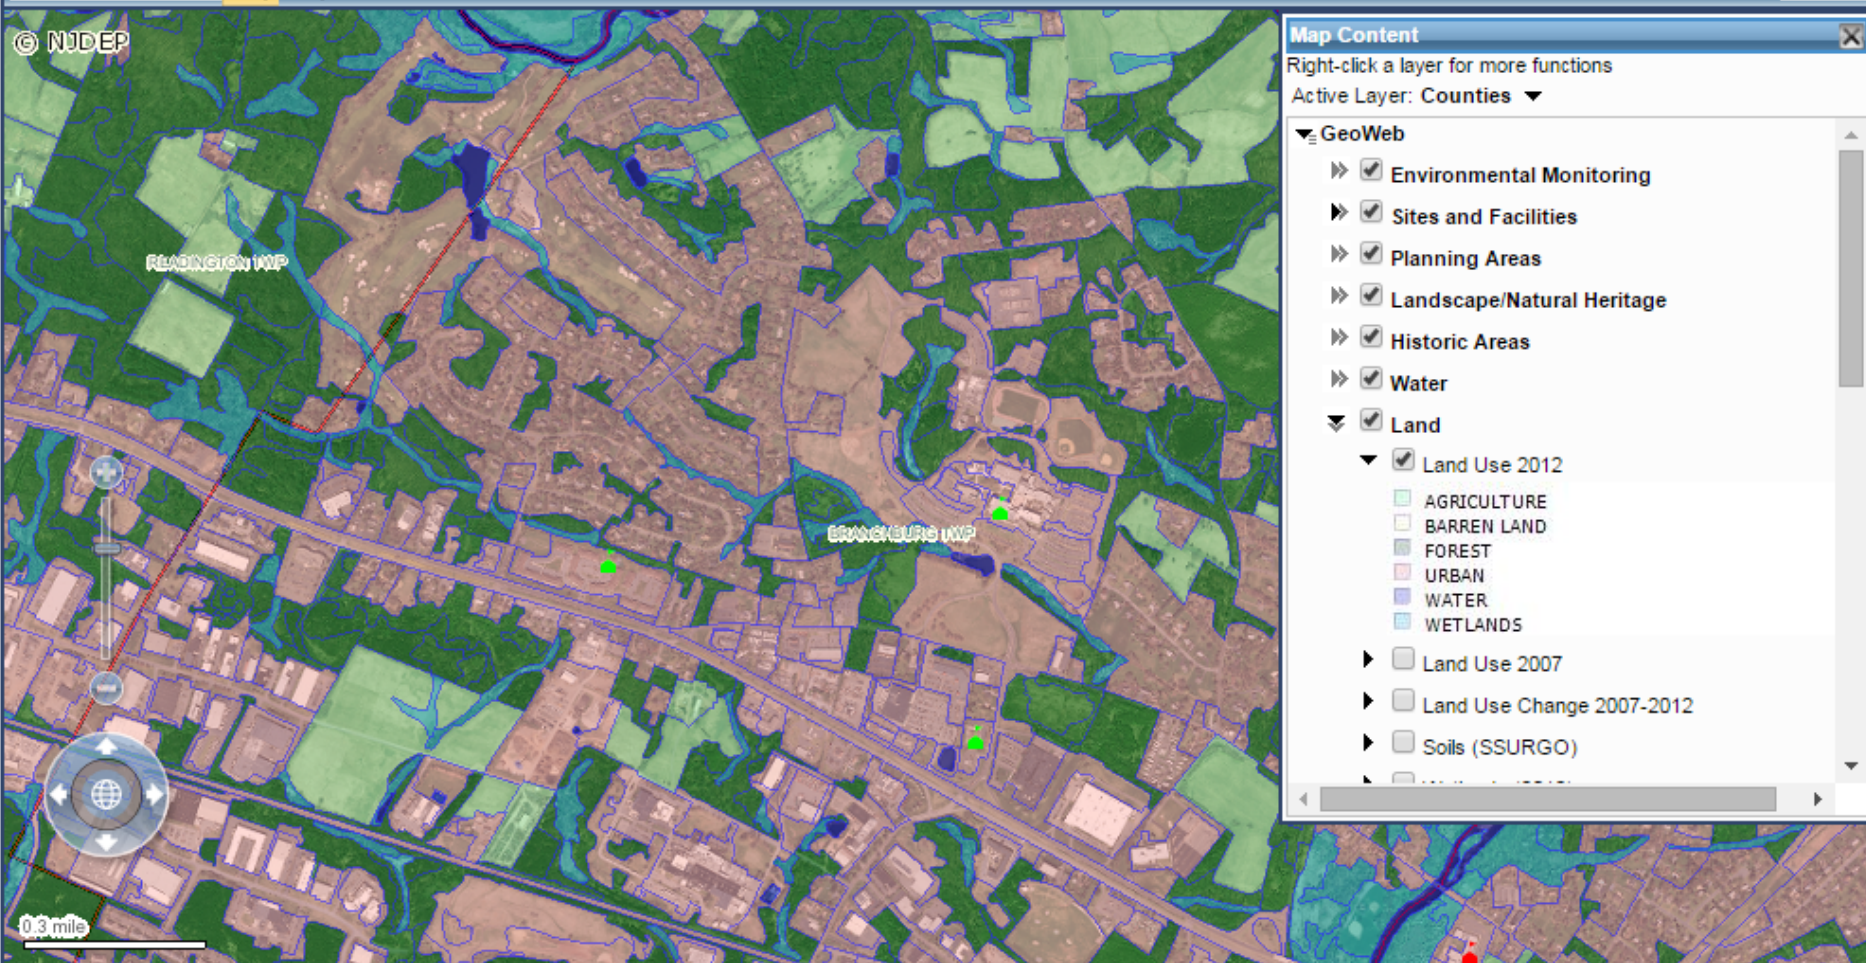 © NJDEP
READINGTON TWP
BRANCHBURG TWP
0.3 mile
Map Content
Right-click a layer for more functions
Active Layer: Counties
GeoWeb
Environmental Monitoring
Sites and Facilities
Planning Areas
Landscape/Natural Heritage
Historic Areas
Water
Land
Land Use 2012
AGRICULTURE
BARREN LAND
FOREST
URBAN
WATER
WETLANDS
Land Use 2007
Land Use Change 2007-2012
Soils (SSURGO)